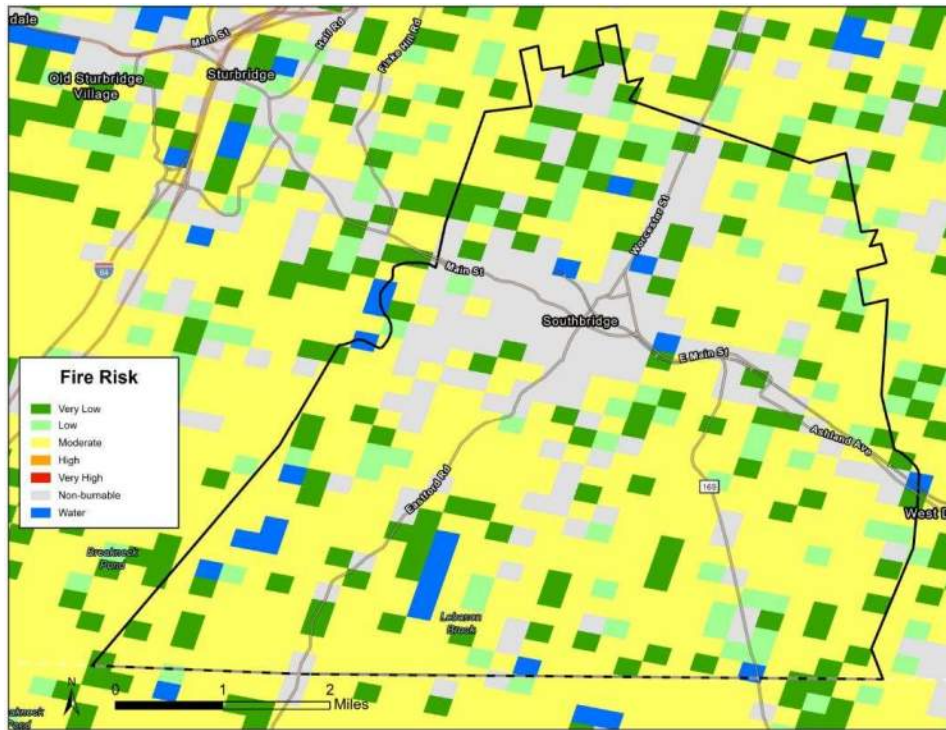 dale
Main St
Hall Rd
Fiske Hill Rd
Old Sturbridge
Village
Sturbridge
Worcester St
84
Main St
Southbridge
E Main St
Ashland Ave
Fire Risk
Very Low
Low
Moderate
High
Very High
Non-burnable
Water
Eastford Rd
169
West D
Breakneck
Pond
Lebanon
Brook
N
0 1 2
Miles
eakneck
Pond